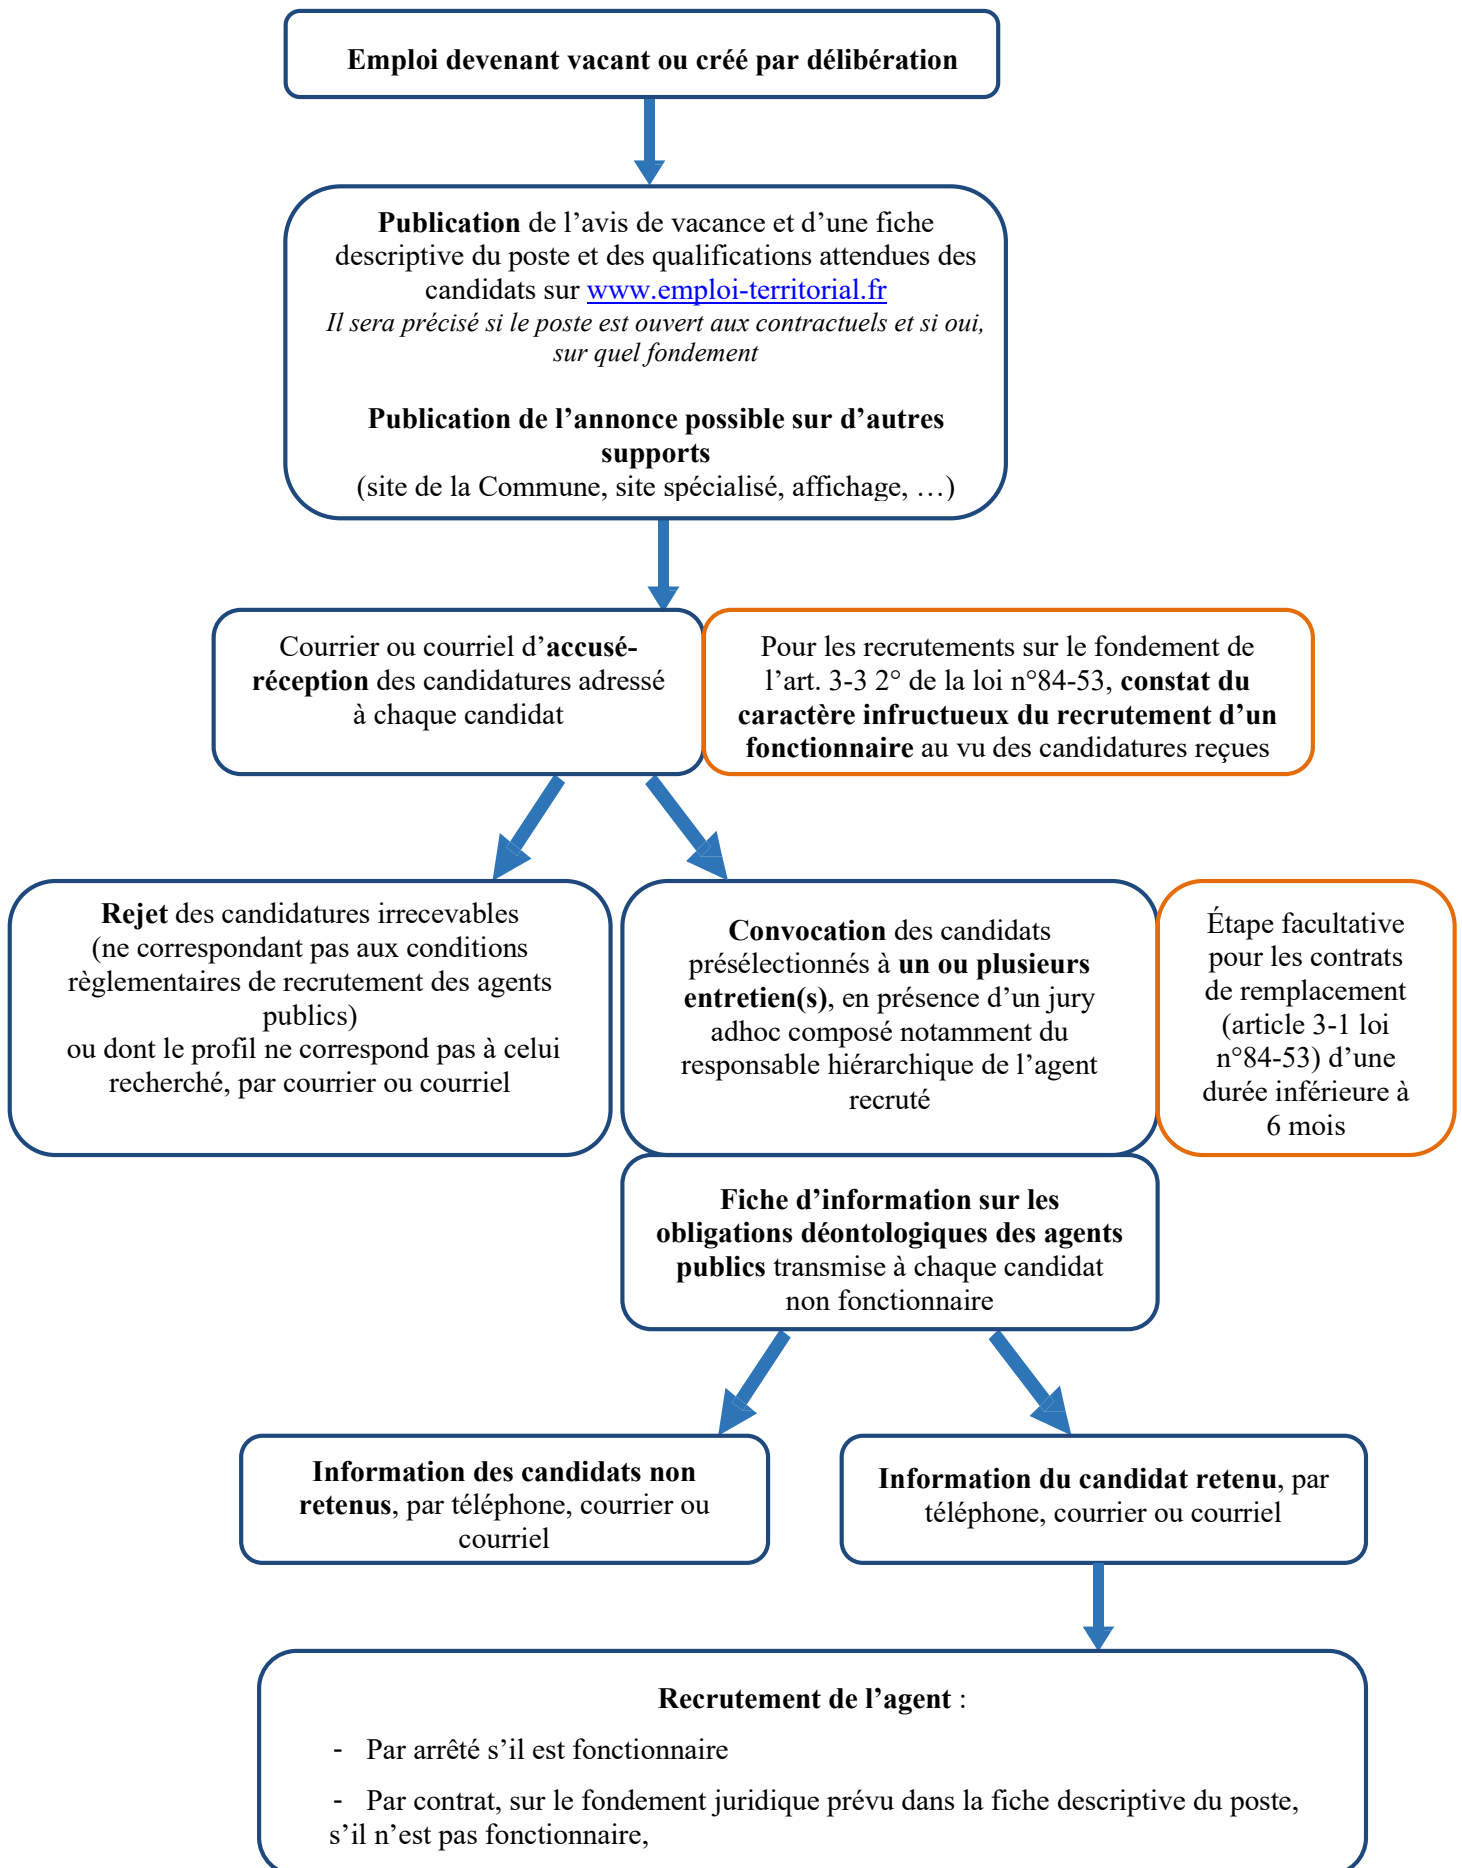 Emploi devenant vacant ou créé par délibération
Publication de l’avis de vacance et d’une fiche
descriptive du poste et des qualifications attendues des
candidats sur www.emploi-territorial.fr
Il sera précisé si le poste est ouvert aux contractuels et si oui,
sur quel fondement
Publication de l’annonce possible sur d’autres
supports
(site de la Commune, site spécialisé, affichage, …)
Courrier ou courriel d’accusé-
réception des candidatures adressé
à chaque candidat
Pour les recrutements sur le fondement de
l’art. 3-3 2° de la loi n°84-53, constat du
caractère infructueux du recrutement d’un
fonctionnaire au vu des candidatures reçues
Rejet des candidatures irrecevables
(ne correspondant pas aux conditions
règlementaires de recrutement des agents
publics)
ou dont le profil ne correspond pas à celui
recherché, par courrier ou courriel
Convocation des candidats
présélectionnés à un ou plusieurs
entretien(s), en présence d’un jury
adhoc composé notamment du
responsable hiérarchique de l’agent
recruté
Étape facultative
pour les contrats
de remplacement
(article 3-1 loi
n°84-53) d’une
durée inférieure à
6 mois
Fiche d’information sur les
obligations déontologiques des agents
publics transmise à chaque candidat
non fonctionnaire
Information des candidats non
retenus, par téléphone, courrier ou
courriel
Information du candidat retenu, par
téléphone, courrier ou courriel
Recrutement de l’agent :
- Par arrêté s’il est fonctionnaire
- Par contrat, sur le fondement juridique prévu dans la fiche descriptive du poste,
s’il n’est pas fonctionnaire,